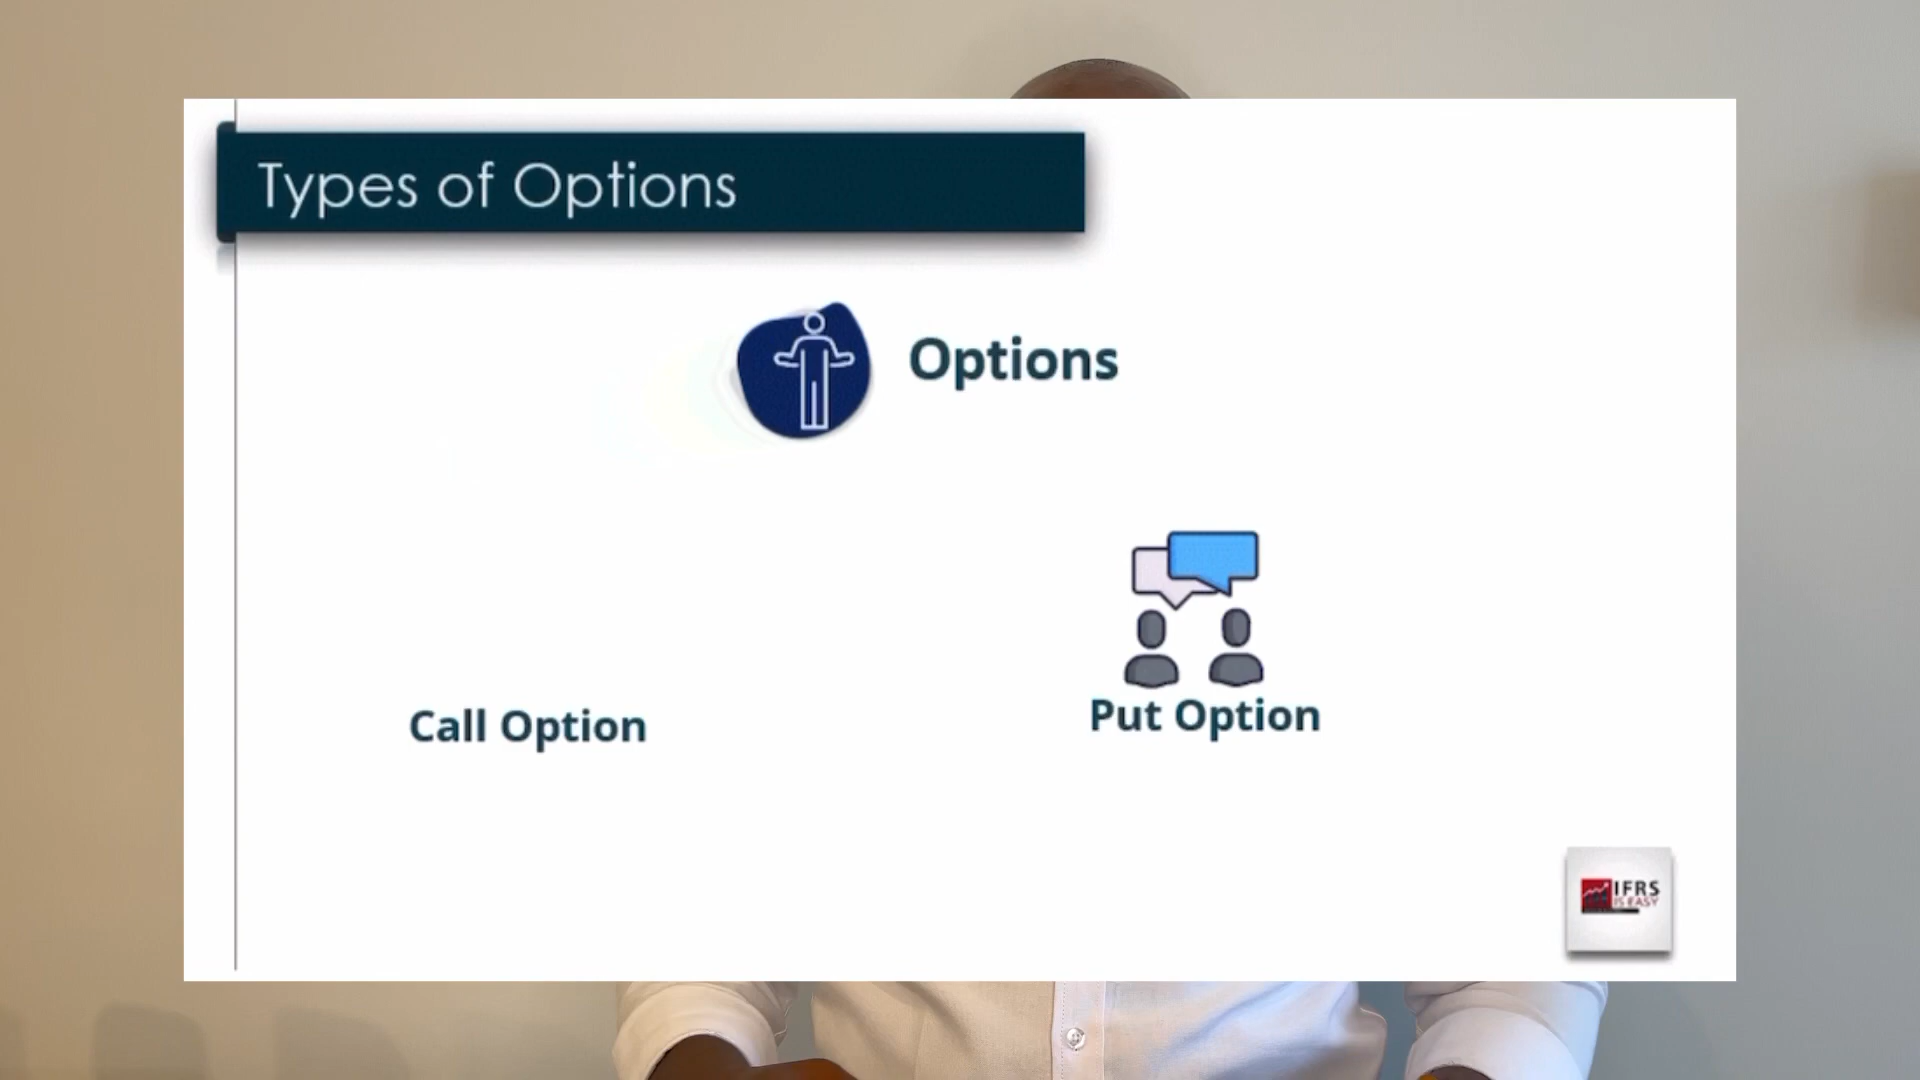 Types of Options
Options
Call Option
Put Option
IFRS
IS EASY